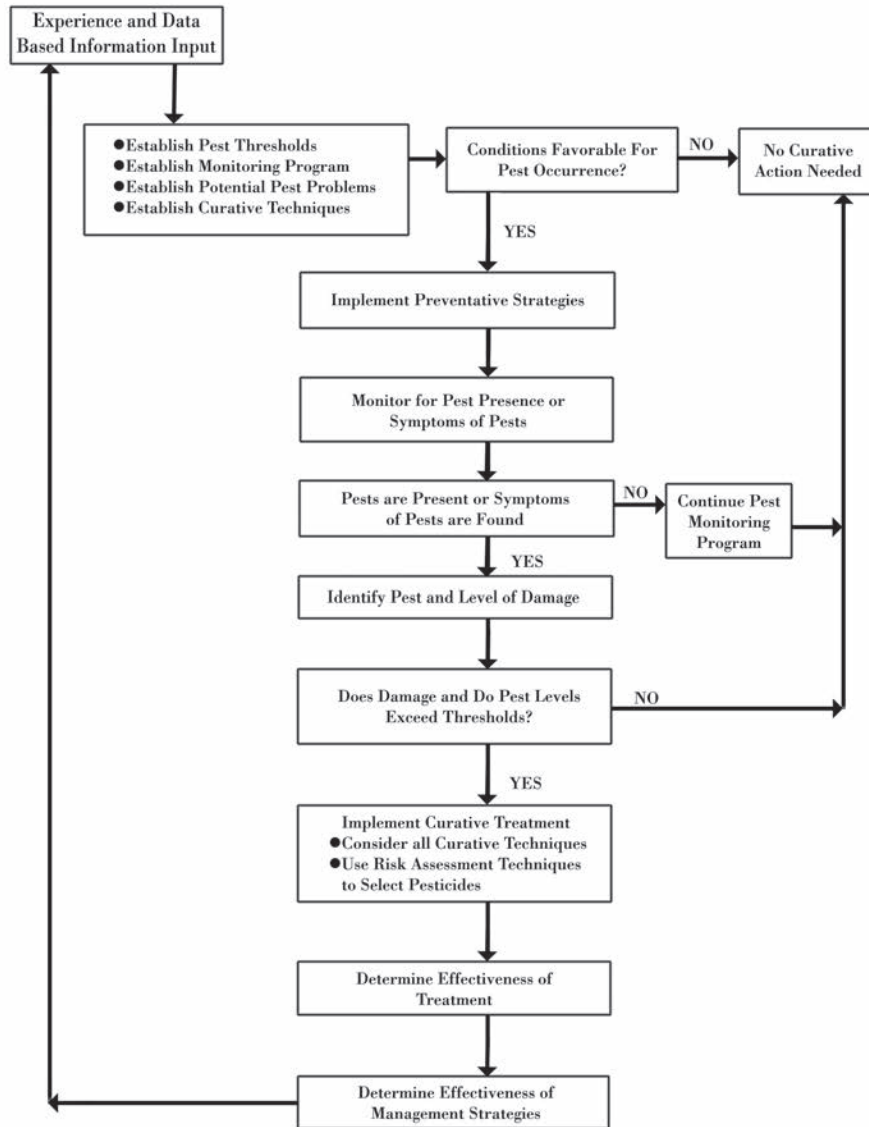 Experience and Data
Based Information Input
●Establish Pest Thresholds
●Establish Monitoring Program
●Establish Potential Pest Problems
●Establish Curative Techniques
Conditions Favorable For
Pest Occurrence?
NO
No Curative
Action Needed
YES
Implement Preventative Strategies
Monitor for Pest Presence or
Symptoms of Pests
Pests are Present or Symptoms
of Pests are Found
NO
Continue Pest
Monitoring
Program
YES
Identify Pest and Level of Damage
Does Damage and Do Pest Levels
Exceed Thresholds?
NO
YES
Implement Curative Treatment
●Consider all Curative Techniques
●Use Risk Assessment Techniques
to Select Pesticides
Determine Effectiveness of
Treatment
Determine Effectiveness of
Management Strategies